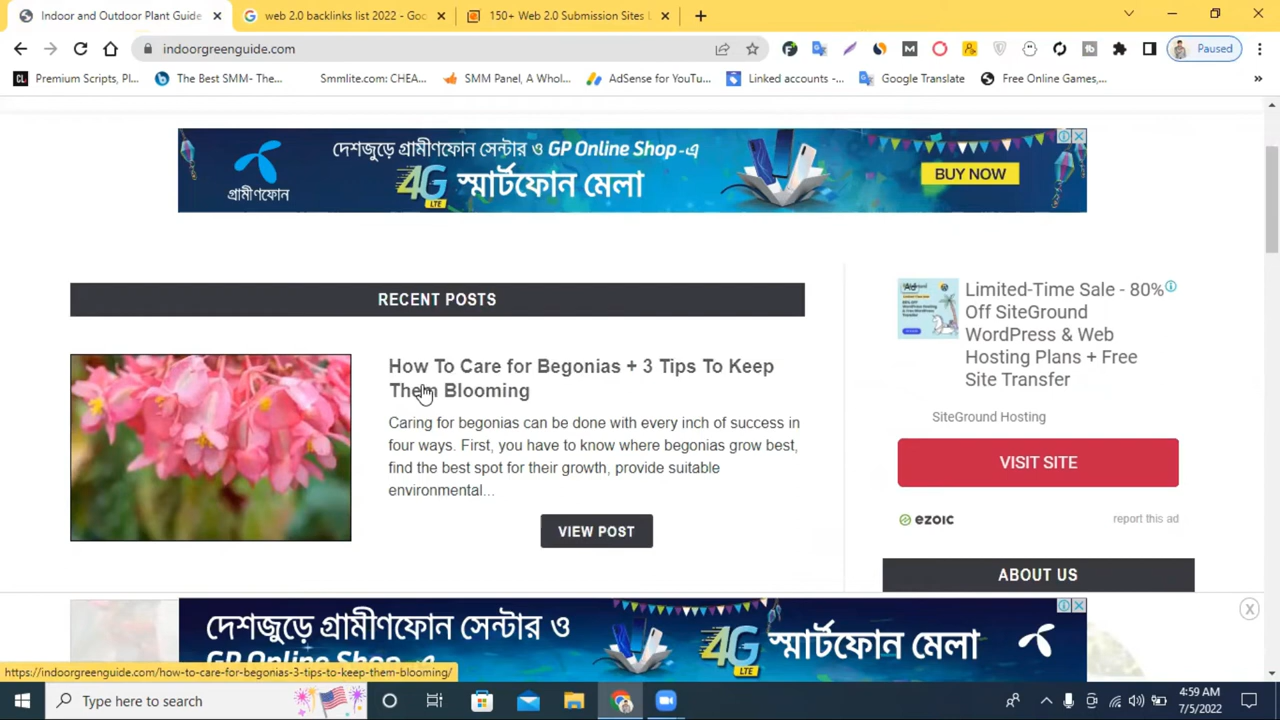 Indoor and Outdoor Plant Guide
web 2.0 backlinks list 2022 - Goo
150+ Web 2.0 Submission Sites L
indoorgreenguide.com
Paused
Premium Scripts, Pl...
The Best SMM- The...
Smmlite.com: CHEA...
SMM Panel, A Whol...
AdSense for YouTu...
Linked accounts -...
Google Translate
Free Online Games,...
দেশজুড়ে গ্রামীণফোন সেন্টার ও GP Online Shop-এ
4G LTE স্মার্টফোন মেলা
গ্রামীণফোন
BUY NOW
RECENT POSTS
How To Care for Begonias + 3 Tips To Keep
Them Blooming
Caring for begonias can be done with every inch of success in
four ways. First, you have to know where begonias grow best,
find the best spot for their growth, provide suitable
environmental...
VIEW POST
Limited-Time Sale - 80%
Off SiteGround
WordPress & Web
Hosting Plans + Free
Site Transfer
SiteGround Hosting
VISIT SITE
ezoic
report this ad
ABOUT US
দেশজুড়ে গ্রামীণফোন সেন্টার ও
GP Online Shop-এ
4G LTE স্মার্টফোন মেলা
https://indoorgreenguide.com/how-to-care-for-begonias-3-tips-to-keep-them-blooming/
Type here to search
4:59 AM
7/5/2022